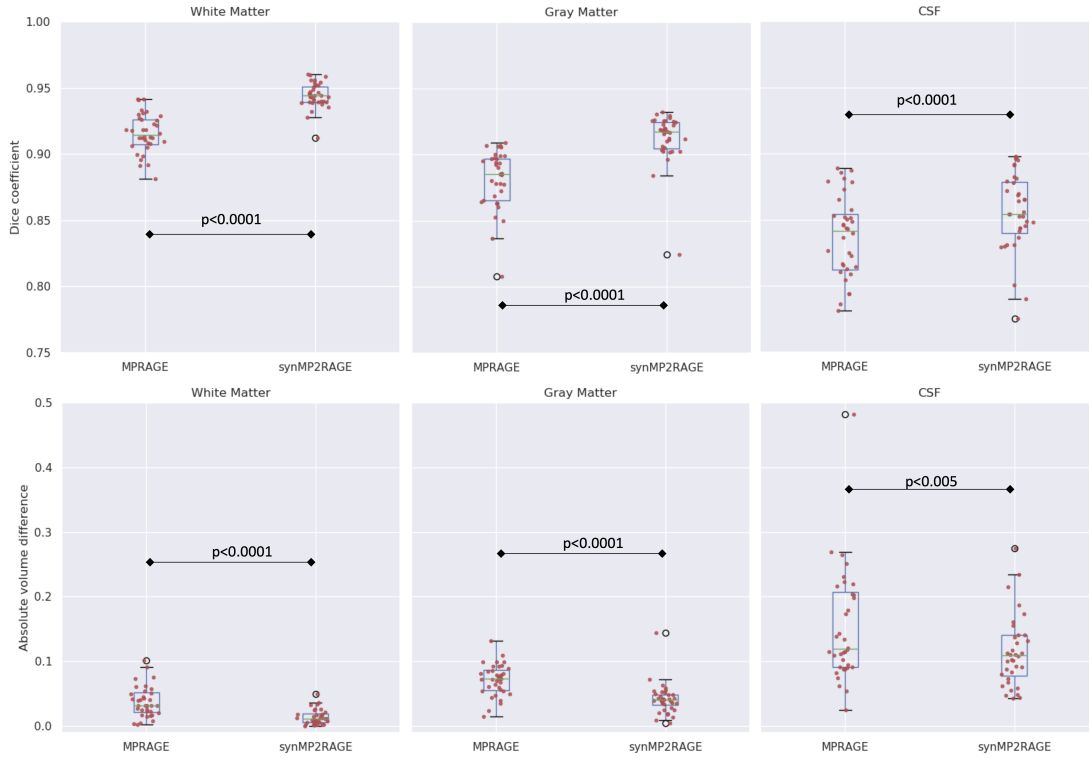 White Matter
Gray Matter
CSF
1.00
0.95
0.90
0.85
0.80
0.75
Dice coefficient
p<0.0001
p<0.0001
p<0.0001
MPRAGE
synMP2RAGE
MPRAGE
synMP2RAGE
MPRAGE
synMP2RAGE
White Matter
Gray Matter
CSF
0.5
0.4
0.3
0.2
0.1
0.0
Absolute volume difference
p<0.0001
p<0.0001
p<0.005
MPRAGE
synMP2RAGE
MPRAGE
synMP2RAGE
MPRAGE
synMP2RAGE